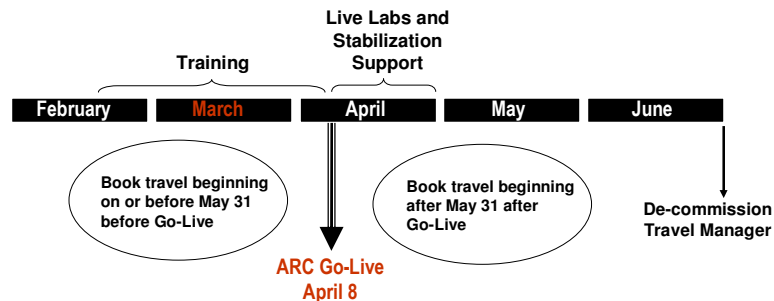 Live Labs and
Stabilization
Support
Training
February March April May June
Book travel beginning
on or before May 31
before Go-Live
Book travel beginning
after May 31 after
Go-Live
De-commission
Travel Manager
ARC Go-Live
April 8